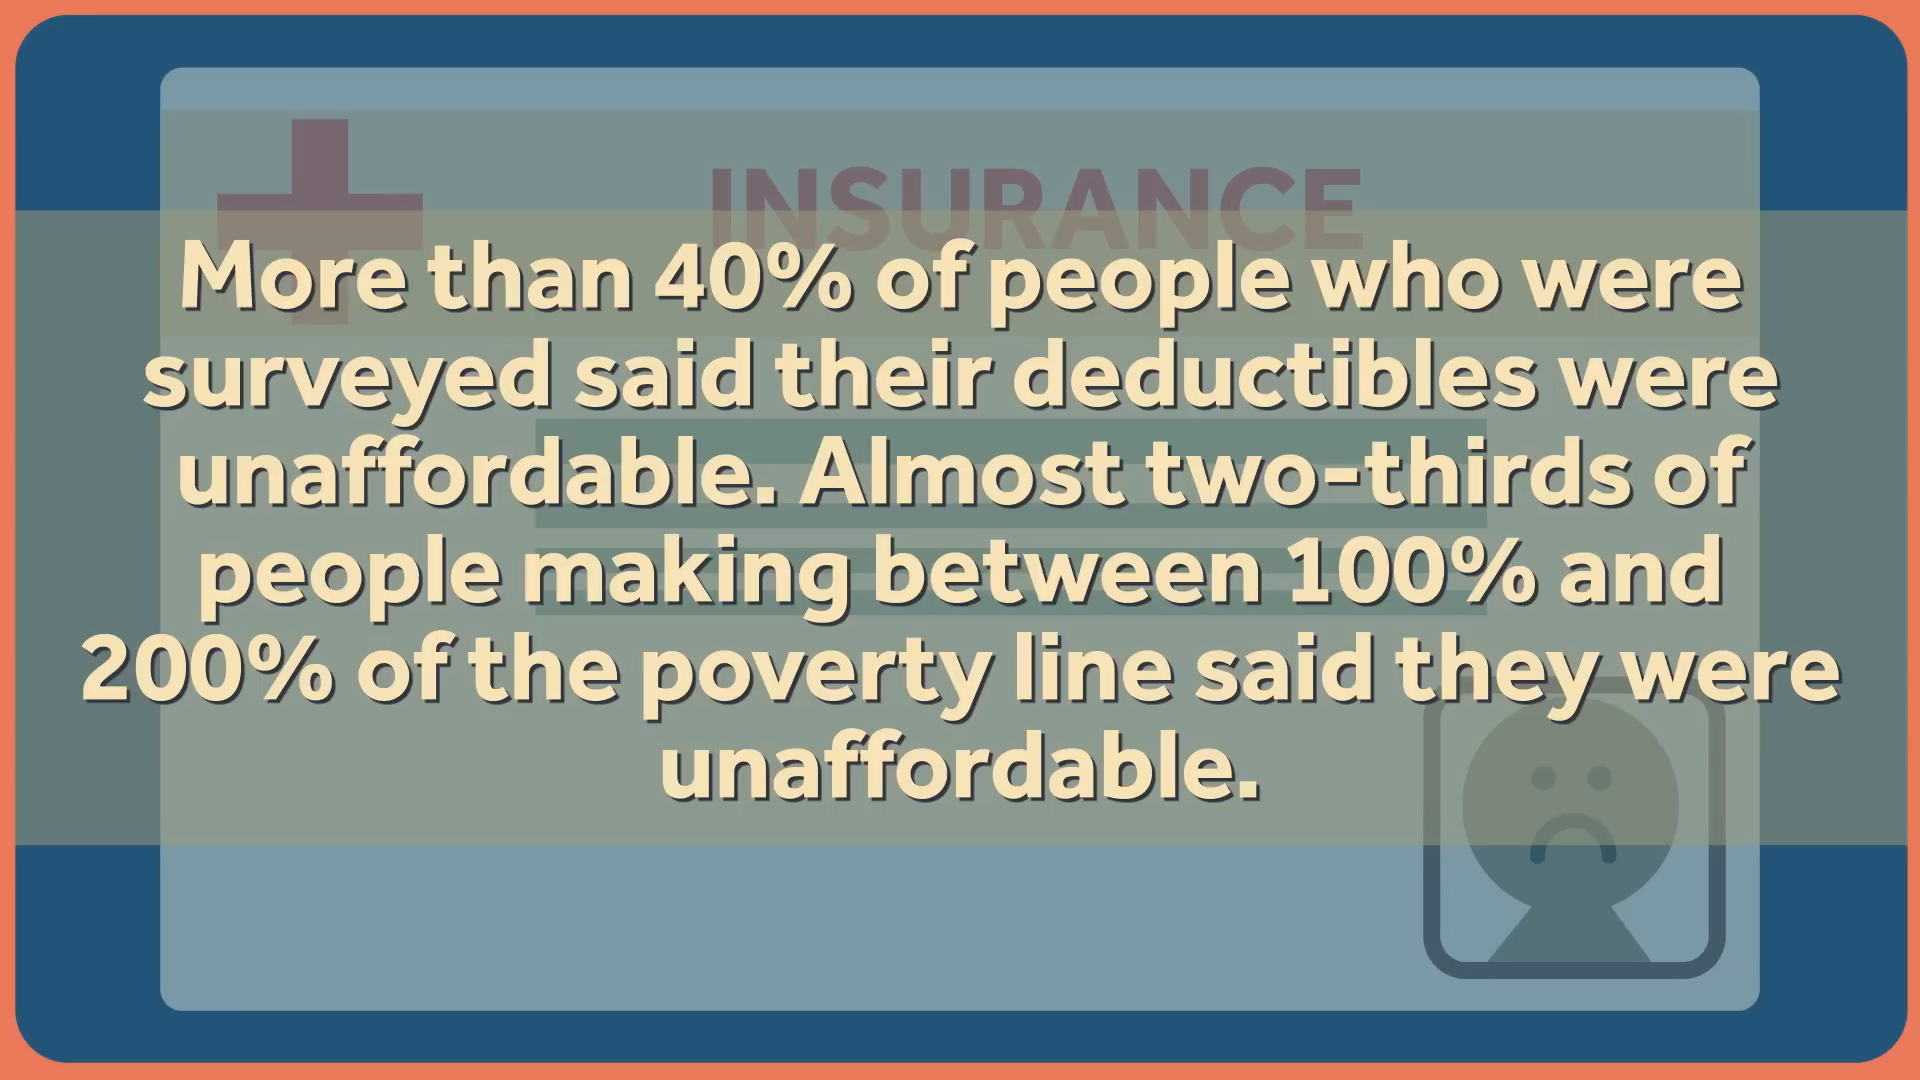 INSURANCE
More than 40% of people who were
surveyed said their deductibles were
unaffordable. Almost two-thirds of
people making between 100% and
200% of the poverty line said they were
unaffordable.